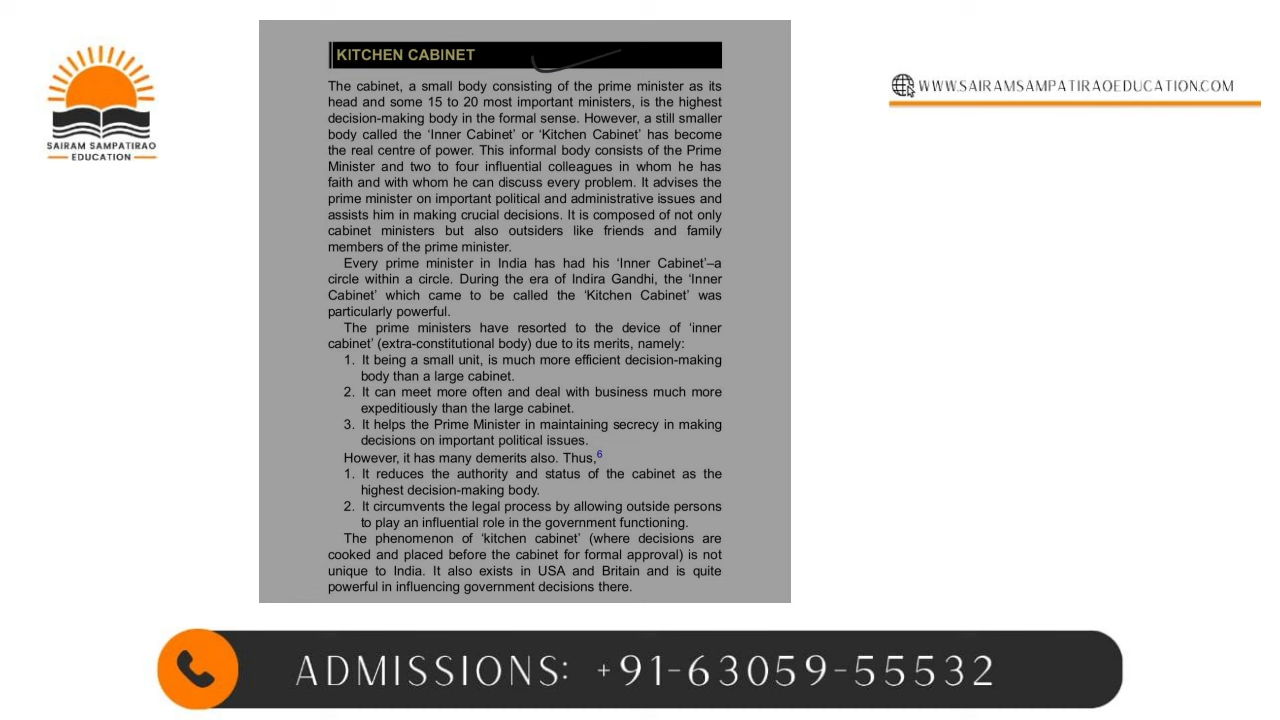 SAIRAM SAMPATIRAO
EDUCATION
WWW.SAIRAMSAMPATIRAOEDUCATION.COM
KITCHEN CABINET
The cabinet, a small body consisting of the prime minister as its
head and some 15 to 20 most important ministers, is the highest
decision-making body in the formal sense. However, a still smaller
body called the ‘Inner Cabinet’ or ‘Kitchen Cabinet’ has become
the real centre of power. This informal body consists of the Prime
Minister and two to four influential colleagues in whom he has
faith and with whom he can discuss every problem. It advises the
prime minister on important political and administrative issues and
assists him in making crucial decisions. It is composed of not only
cabinet ministers but also outsiders like friends and family
members of the prime minister.
Every prime minister in India has had his ‘Inner Cabinet’–a
circle within a circle. During the era of Indira Gandhi, the ‘Inner
Cabinet’ which came to be called the ‘Kitchen Cabinet’ was
particularly powerful.
The prime ministers have resorted to the device of ‘inner
cabinet’ (extra-constitutional body) due to its merits, namely:
1. It being a small unit, is much more efficient decision-making
body than a large cabinet.
2. It can meet more often and deal with business much more
expeditiously than the large cabinet.
3. It helps the Prime Minister in maintaining secrecy in making
decisions on important political issues.
However, it has many demerits also. Thus,6
1. It reduces the authority and status of the cabinet as the
highest decision-making body.
2. It circumvents the legal process by allowing outside persons
to play an influential role in the government functioning.
The phenomenon of ‘kitchen cabinet’ (where decisions are
cooked and placed before the cabinet for formal approval) is not
unique to India. It also exists in USA and Britain and is quite
powerful in influencing government decisions there.
ADMISSIONS: +91-63059-55532